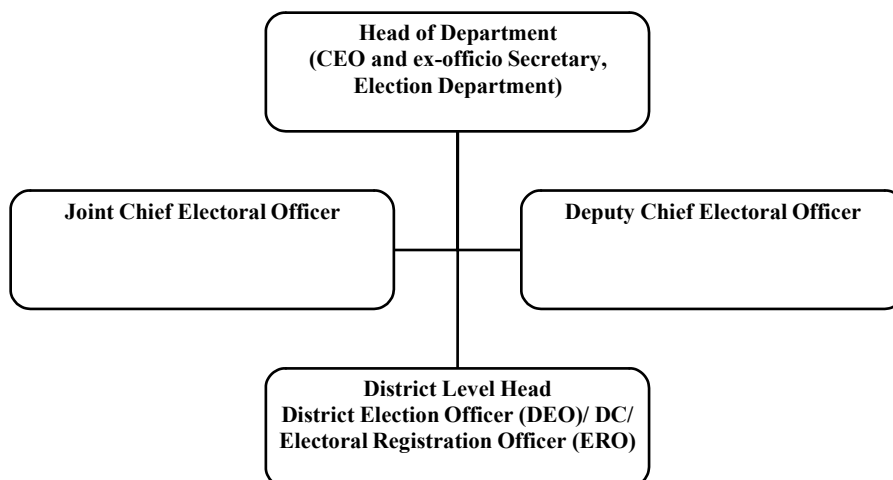 Head of Department
(CEO and ex-officio Secretary,
Election Department)
Joint Chief Electoral Officer
Deputy Chief Electoral Officer
District Level Head
District Election Officer (DEO)/ DC/
Electoral Registration Officer (ERO)